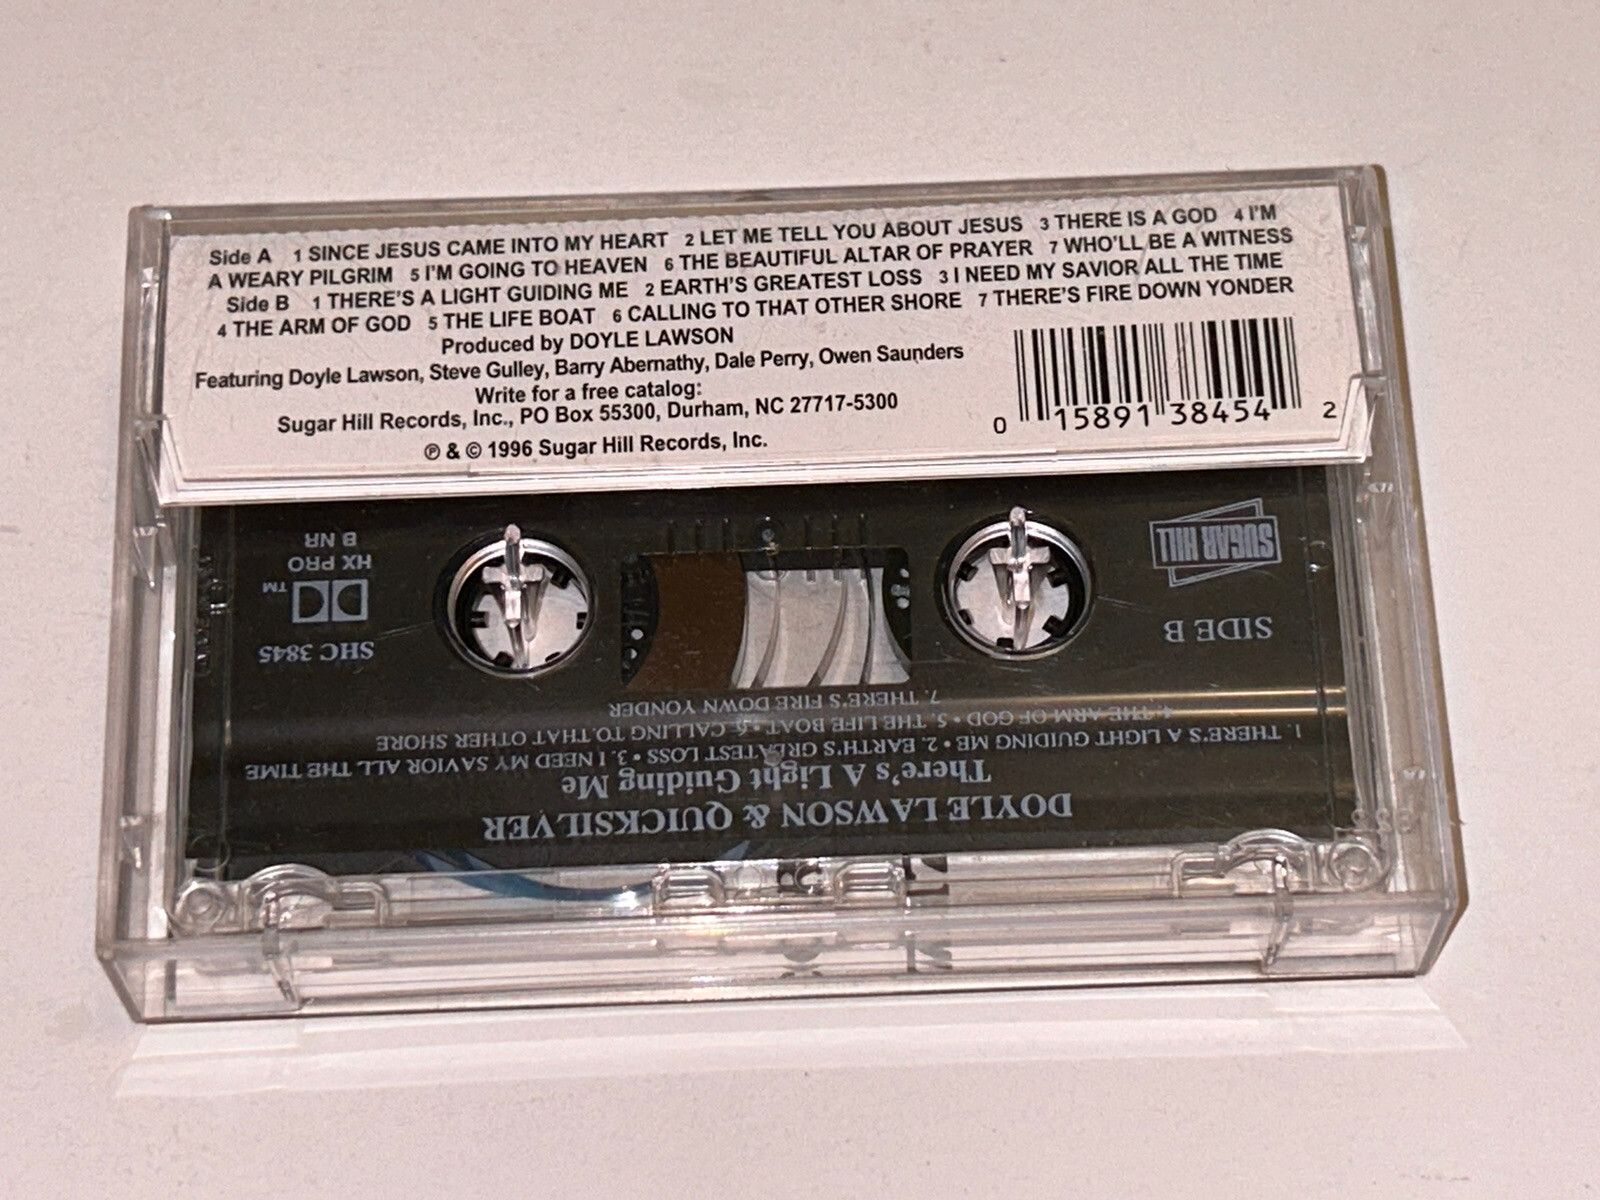 Side A 1 SINCE JESUS CAME INTO MY HEART 2 LET ME TELL YOU ABOUT JESUS 3 THERE IS A GOD 4 I'M
A WEARY PILGRIM 5 I'M GOING TO HEAVEN 6 THE BEAUTIFUL ALTAR OF PRAYER 7 WHO'LL BE A WITNESS
Side B 1 THERE'S A LIGHT GUIDING ME 2 EARTH'S GREATEST LOSS 3 I NEED MY SAVIOR ALL THE TIME
4 THE ARM OF GOD 5 THE LIFE BOAT 6 CALLING TO THAT OTHER SHORE 7 THERE'S FIRE DOWN YONDER
Produced by DOYLE LAWSON
Featuring Doyle Lawson, Steve Gulley, Barry Abernathy, Dale Perry, Owen Saunders
Write for a free catalog:
Sugar Hill Records, Inc., PO Box 55300, Durham, NC 27717-5300
℗ & © 1996 Sugar Hill Records, Inc.
0 15891 38454 2
DOYLE LAWSON & QUICKSILVER
There's A Light Guiding Me
1. THERE'S A LIGHT GUIDING ME • 2. EARTH'S GREATEST LOSS • 3. I NEED MY SAVIOR ALL THE TIME
4. THE ARM OF GOD • 5. THE LIFE BOAT • 6. CALLING TO THAT OTHER SHORE
7. THERE'S FIRE DOWN YONDER
SIDE B
SUGAR HILL
SHC 3845
™
HX PRO
B NR